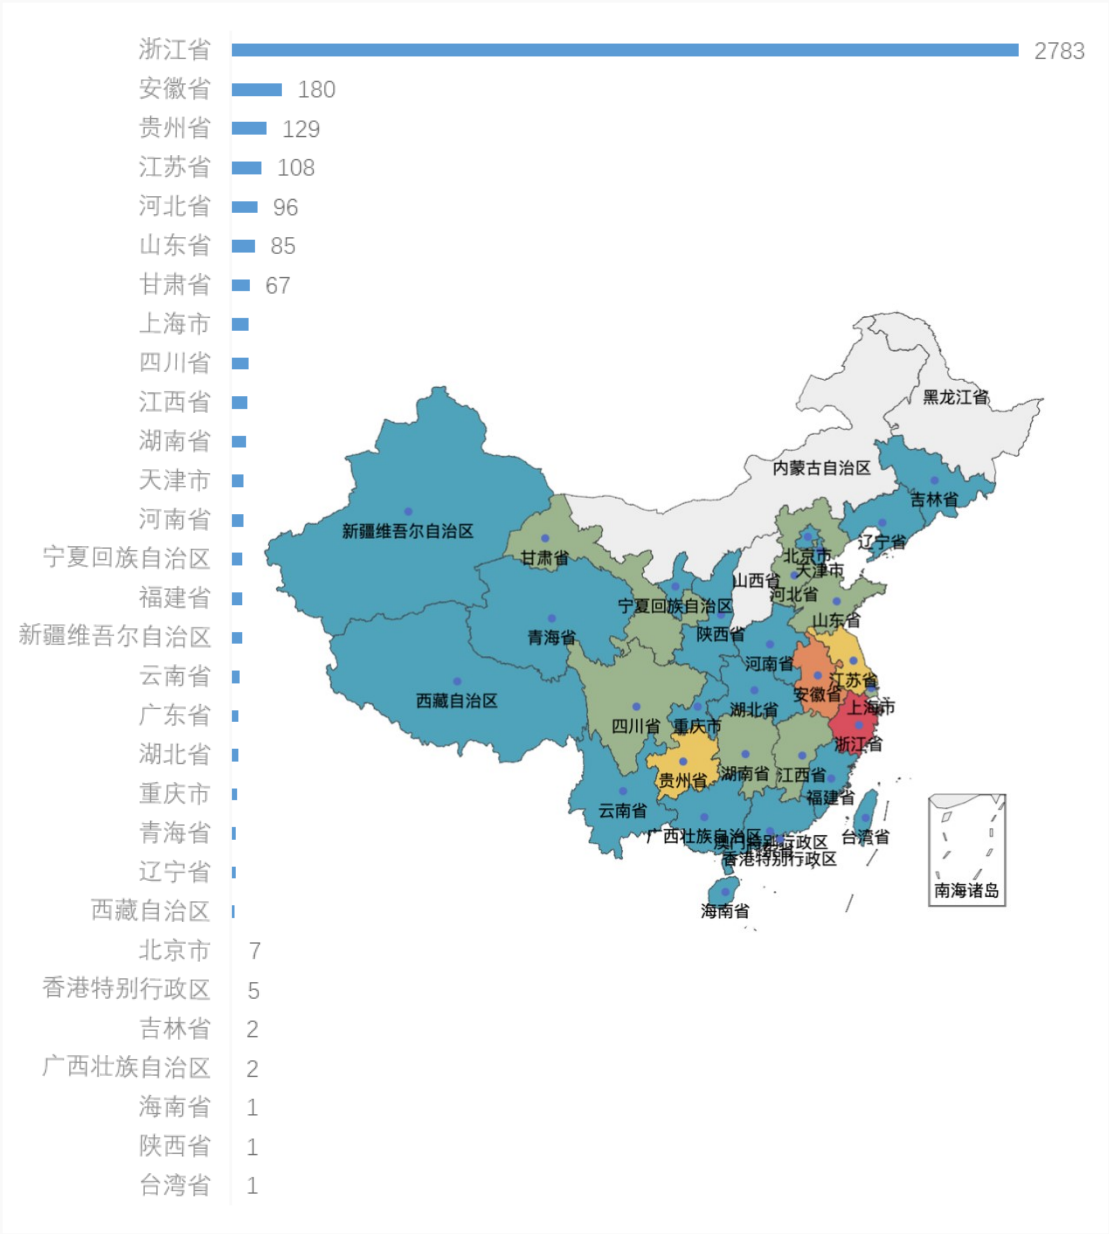 浙江省 2783
安徽省 180
贵州省 129
江苏省 108
河北省 96
山东省 85
甘肃省 67
上海市
四川省
江西省
湖南省
天津市
河南省
宁夏回族自治区
福建省
新疆维吾尔自治区
云南省
广东省
湖北省
重庆市
青海省
辽宁省
西藏自治区
北京市 7
香港特别行政区 5
吉林省 2
广西壮族自治区 2
海南省 1
陕西省 1
台湾省 1
黑龙江省
内蒙古自治区
吉林省
新疆维吾尔自治区
辽宁省
甘肃省
北京市
天津市
山西省
河北省
宁夏回族自治区
山东省
青海省
陕西省
河南省
江苏省
安徽省
西藏自治区
上海市
湖北省
四川省
重庆市
浙江省
贵州省
湖南省
江西省
福建省
云南省
广西壮族自治区
澳门特别行政区
台湾省
香港特别行政区
南海诸岛
海南省